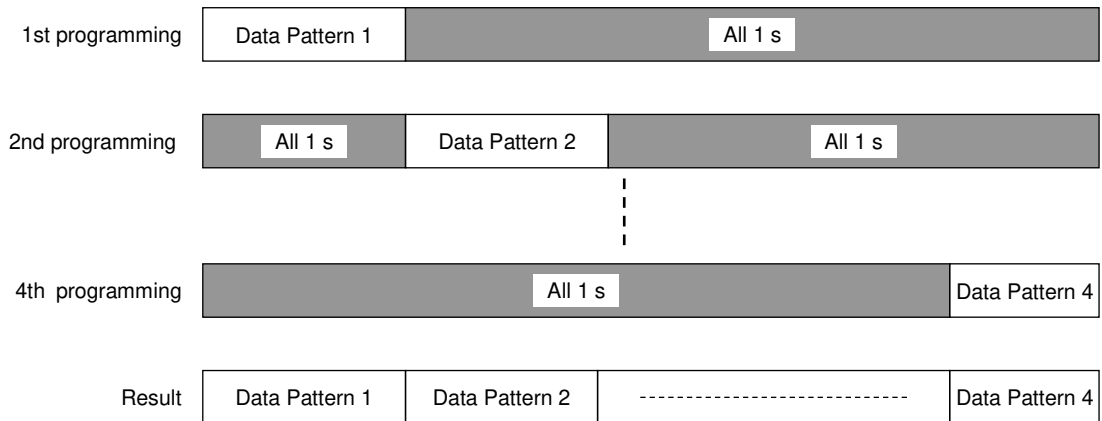 1st programming Data Pattern 1 All 1 s
2nd programming All 1 s Data Pattern 2 All 1 s
4th programming All 1 s Data Pattern 4
Result Data Pattern 1 Data Pattern 2 Data Pattern 4